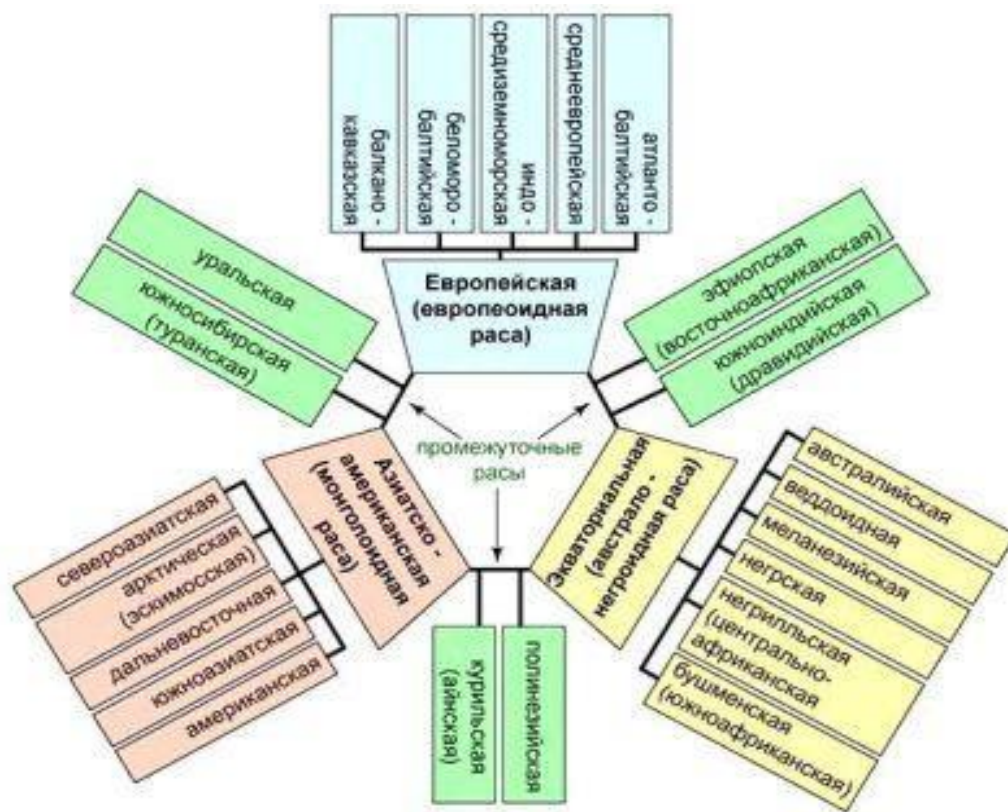 балкано -
кавказская
беломоро -
балтийская
индо -
средиземноморская
среднеевропейская
атланто -
балтийская
Европейская
(европеоидная
раса)
уральская
южносибирская
(туранская)
эфиопская
(восточноафриканская)
южноиндийская
(дравидийская)
промежуточные
расы
Азиатско -
американская
(монголоидная
раса)
Экваториальная
(австрало -
негроидная раса)
североазиатская
арктическая
(эскимосская)
дальневосточная
южноазиатская
американская
курильская
(айнская)
полинезийская
австралийская
веддоидная
меланезийская
негрская
негрилльская
(центрально-
африканская
бушменская
(южноафриканская)